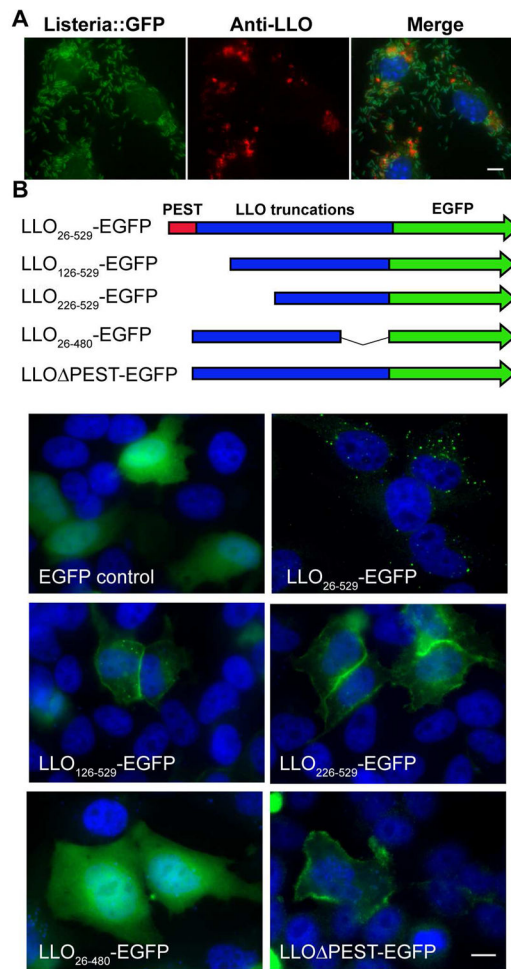 A
Listeria::GFP Anti-LLO Merge
B
PEST LLO truncations EGFP
LLO26-529-EGFP
LLO126-529-EGFP
LLO226-529-EGFP
LLO26-480-EGFP
LLOΔPEST-EGFP
EGFP control LLO26-529-EGFP
LLO126-529-EGFP LLO226-529-EGFP
LLO26-480-EGFP LLOΔPEST-EGFP